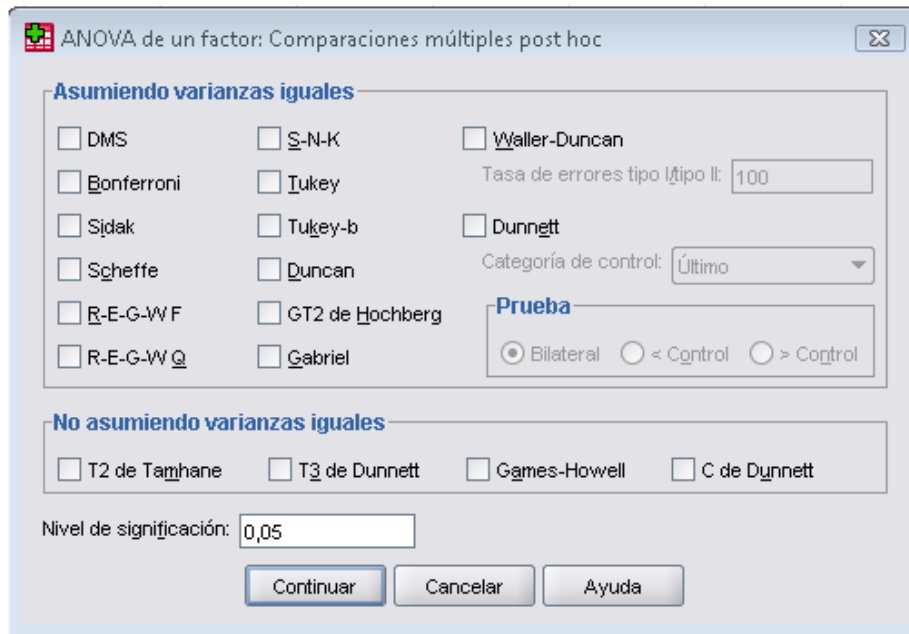 ANOVA de un factor: Comparaciones múltiples post hoc
Asumiendo varianzas iguales
DMS
S-N-K
Waller-Duncan
Bonferroni
Tukey
Tasa de errores tipo I/tipo II: 100
Sidak
Tukey-b
Dunnett
Scheffe
Duncan
Categoría de control: Último
R-E-G-W F
GT2 de Hochberg
Prueba
R-E-G-W Q
Gabriel
Bilateral < Control > Control
No asumiendo varianzas iguales
T2 de Tamhane T3 de Dunnett Games-Howell C de Dunnett
Nivel de significación: 0,05
Continuar Cancelar Ayuda